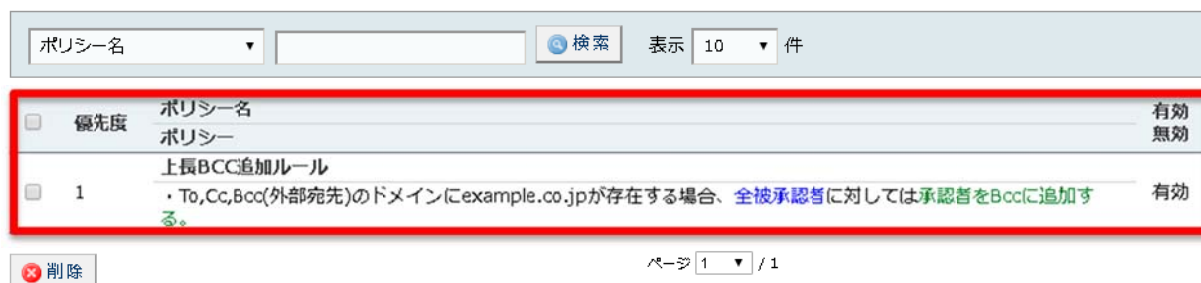 ポリシー名 検索 表示 10 件
ポリシー名 有効
優先度
ポリシー 無効
上長BCC追加ルール
1 ・To,Cc,Bcc(外部宛先)のドメインにexample.co.jpが存在する場合、全被承認者に対しては承認者をBccに追加す 有効
る。
削除 ページ 1 / 1